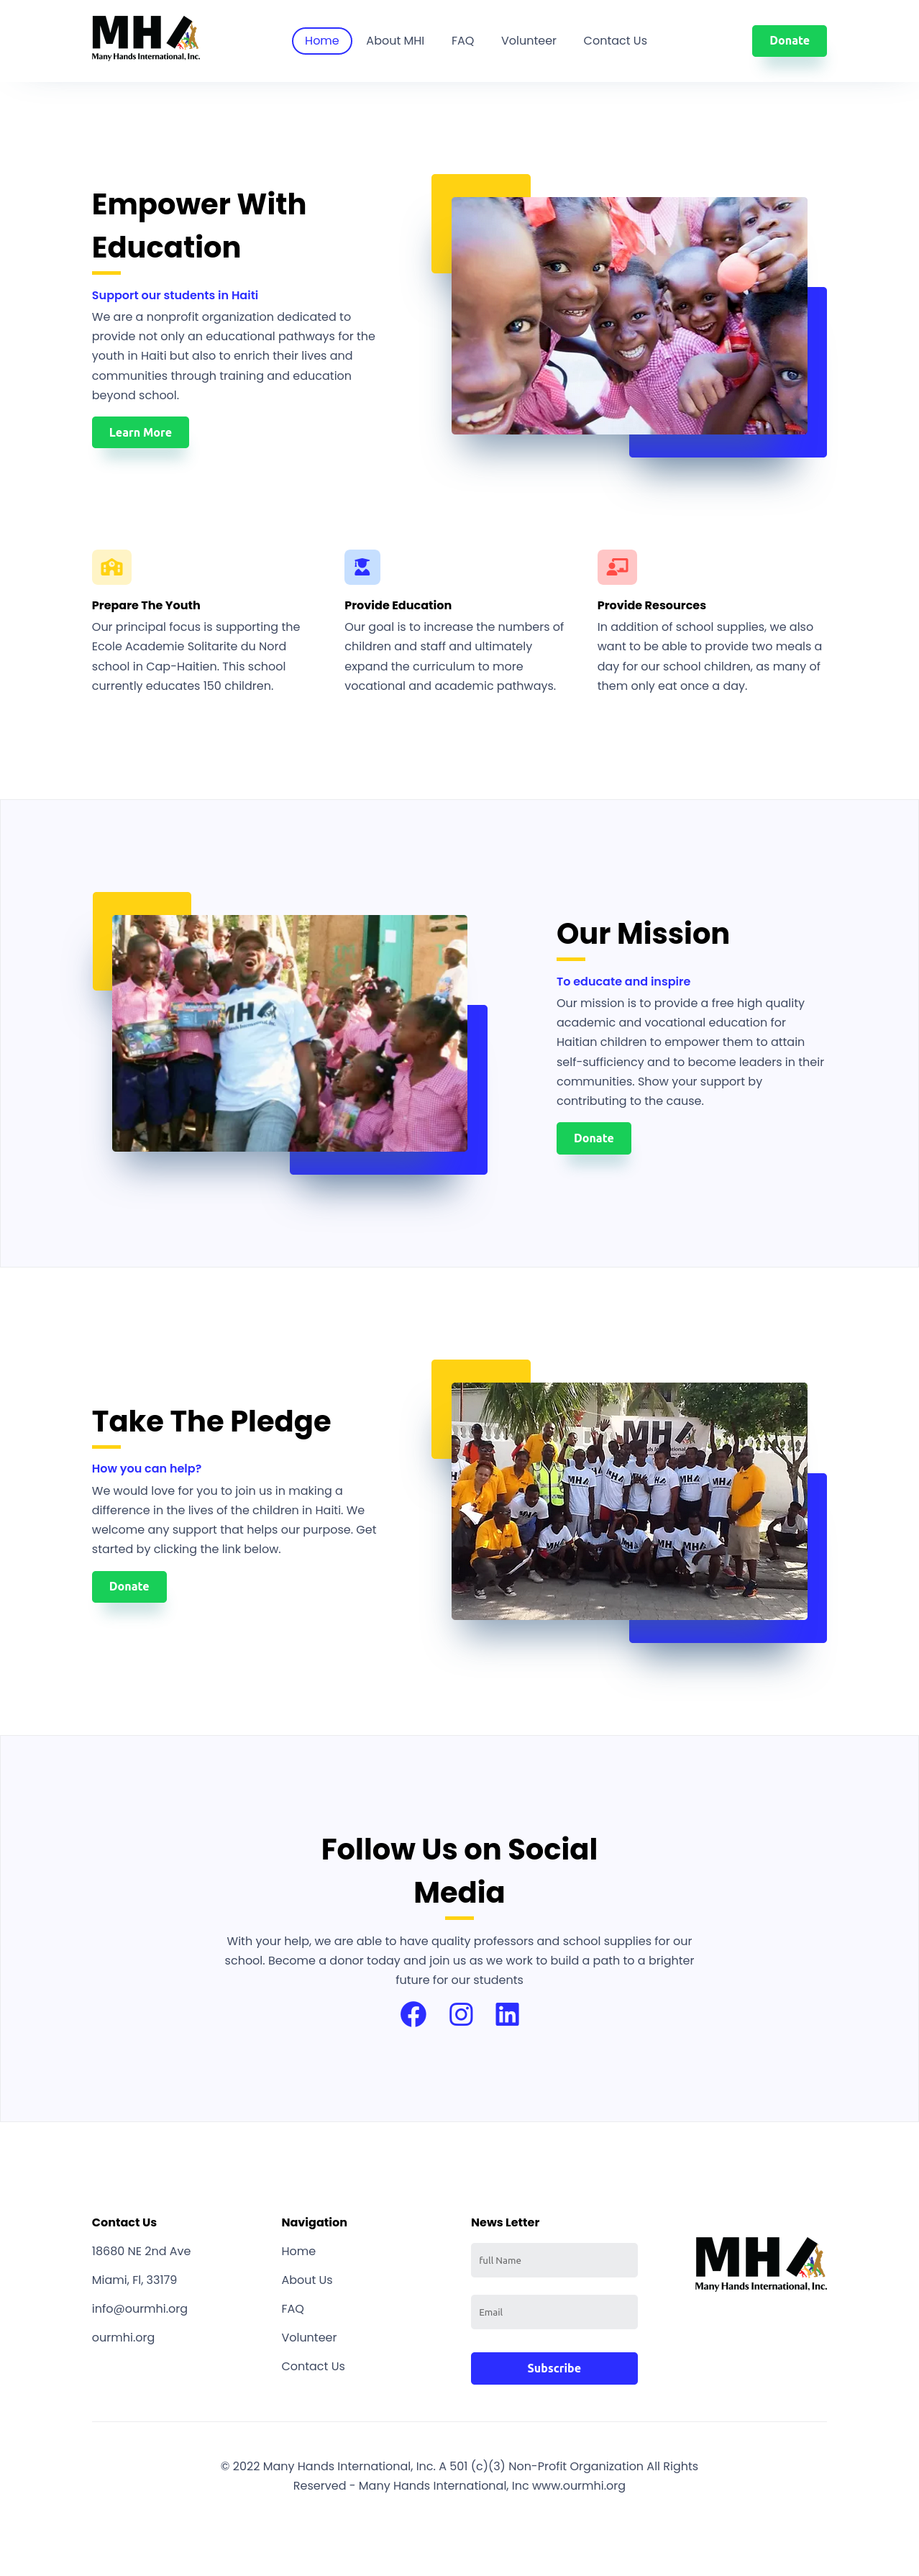 MH
Many Hands International, Inc.
Home
About MHI
FAQ
Volunteer
Contact Us
Donate
Empower With
Education
Support our students in Haiti
We are a nonprofit organization dedicated to
provide not only an educational pathways for the
youth in Haiti but also to enrich their lives and
communities through training and education
beyond school.
Learn More
Prepare The Youth
Our principal focus is supporting the
Ecole Academie Solitarite du Nord
school in Cap-Haitien. This school
currently educates 150 children.
Provide Education
Our goal is to increase the numbers of
children and staff and ultimately
expand the curriculum to more
vocational and academic pathways.
Provide Resources
In addition of school supplies, we also
want to be able to provide two meals a
day for our school children, as many of
them only eat once a day.
MH
Our Mission
To educate and inspire
Our mission is to provide a free high quality
academic and vocational education for
Haitian children to empower them to attain
self-sufficiency and to become leaders in their
communities. Show your support by
contributing to the cause.
Donate
Take The Pledge
How you can help?
We would love for you to join us in making a
difference in the lives of the children in Haiti. We
welcome any support that helps our purpose. Get
started by clicking the link below.
Donate
MH
Follow Us on Social
Media
With your help, we are able to have quality professors and school supplies for our
school. Become a donor today and join us as we work to build a path to a brighter
future for our students
Contact Us
18680 NE 2nd Ave
Miami, Fl, 33179
info@ourmhi.org
ourmhi.org
Navigation
Home
About Us
FAQ
Volunteer
Contact Us
News Letter
full Name
Email
Subscribe
MH
Many Hands International, Inc.
© 2022 Many Hands International, Inc. A 501 (c)(3) Non-Profit Organization All Rights
Reserved - Many Hands International, Inc www.ourmhi.org